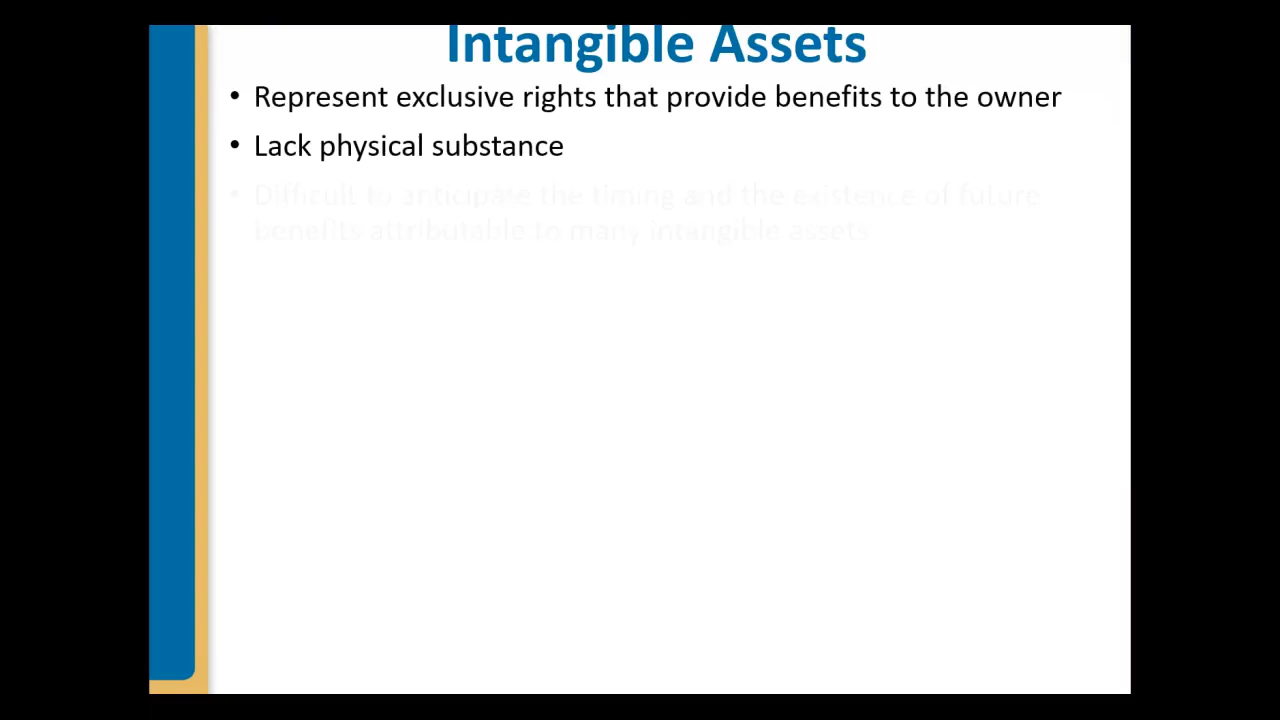 Intangible Assets
• Represent exclusive rights that provide benefits to the owner
• Lack physical substance
• Difficult to anticipate the timing and the existence of future
benefits attributable to many intangible assets